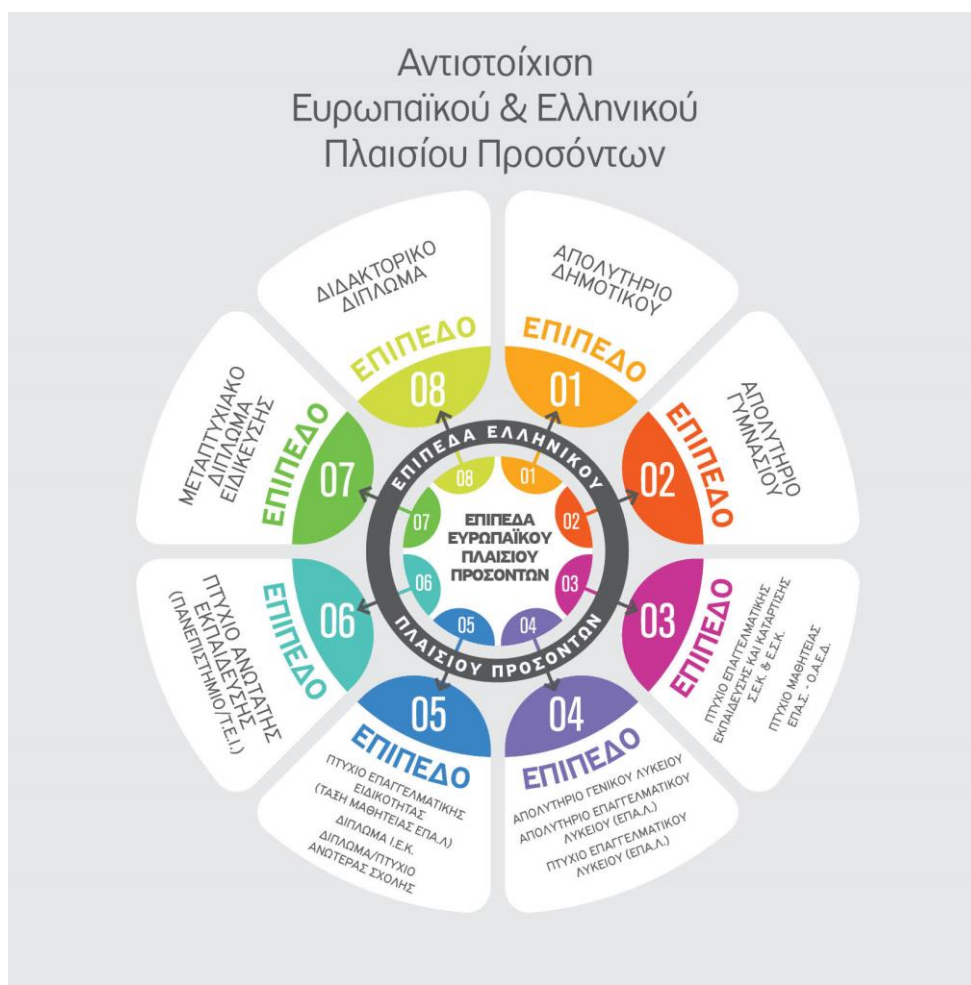 Αντιστοίχιση
Ευρωπαϊκού & Ελληνικού
Πλαισίου Προσόντων
ΑΠΟΛΥΤΗΡΙΟ
ΔΗΜΟΤΙΚΟΥ
ΕΠΙΠΕΔΟ
01
ΑΠΟΛΥΤΗΡΙΟ
ΓΥΜΝΑΣΙΟΥ
ΕΠΙΠΕΔΟ
02
ΕΠΙΠΕΔΟ
03
ΠΤΥΧΙΟ ΕΠΑΓΓΕΛΜΑΤΙΚΗΣ
ΕΚΠΑΙΔΕΥΣΗΣ ΚΑΙ ΚΑΤΑΡΤΙΣΗΣ
Σ.Ε.Κ. & Ε.Σ.Κ.
ΠΤΥΧΙΟ ΜΑΘΗΤΕΙΑΣ
ΕΠΑ.Σ. - Ο.Α.Ε.Δ.
04
ΕΠΙΠΕΔΟ
ΑΠΟΛΥΤΗΡΙΟ ΓΕΝΙΚΟΥ ΛΥΚΕΙΟΥ
ΑΠΟΛΥΤΗΡΙΟ ΕΠΑΓΓΕΛΜΑΤΙΚΟΥ
ΛΥΚΕΙΟΥ (ΕΠΑ.Λ.)
ΠΤΥΧΙΟ ΕΠΑΓΓΕΛΜΑΤΙΚΟΥ
ΛΥΚΕΙΟΥ (ΕΠΑ.Λ.)
05
ΕΠΙΠΕΔΟ
ΠΤΥΧΙΟ ΕΠΑΓΓΕΛΜΑΤΙΚΗΣ
ΕΙΔΙΚΟΤΗΤΑΣ
(ΤΑΞΗ ΜΑΘΗΤΕΙΑΣ ΕΠΑ.Λ)
ΔΙΠΛΩΜΑ Ι.Ε.Κ.
ΔΙΠΛΩΜΑ/ΠΤΥΧΙΟ
ΑΝΩΤΕΡΑΣ ΣΧΟΛΗΣ
06
ΕΠΙΠΕΔΟ
ΠΤΥΧΙΟ ΑΝΩΤΑΤΗΣ
ΕΚΠΑΙΔΕΥΣΗΣ
(ΠΑΝΕΠΙΣΤΗΜΙΟ/Τ.Ε.Ι.)
ΜΕΤΑΠΤΥΧΙΑΚΟ
ΔΙΠΛΩΜΑ
ΕΙΔΙΚΕΥΣΗΣ
ΕΠΙΠΕΔΟ
07
ΔΙΔΑΚΤΟΡΙΚΟ
ΔΙΠΛΩΜΑ
ΕΠΙΠΕΔΟ
08
ΕΠΙΠΕΔΑ ΕΛΛΗΝΙΚΟΥ
ΠΛΑΙΣΙΟΥ ΠΡΟΣΟΝΤΩΝ
01
02
03
04
05
06
07
08
ΕΠΙΠΕΔΑ
ΕΥΡΩΠΑΪΚΟΥ
ΠΛΑΙΣΙΟΥ
ΠΡΟΣΟΝΤΩΝ